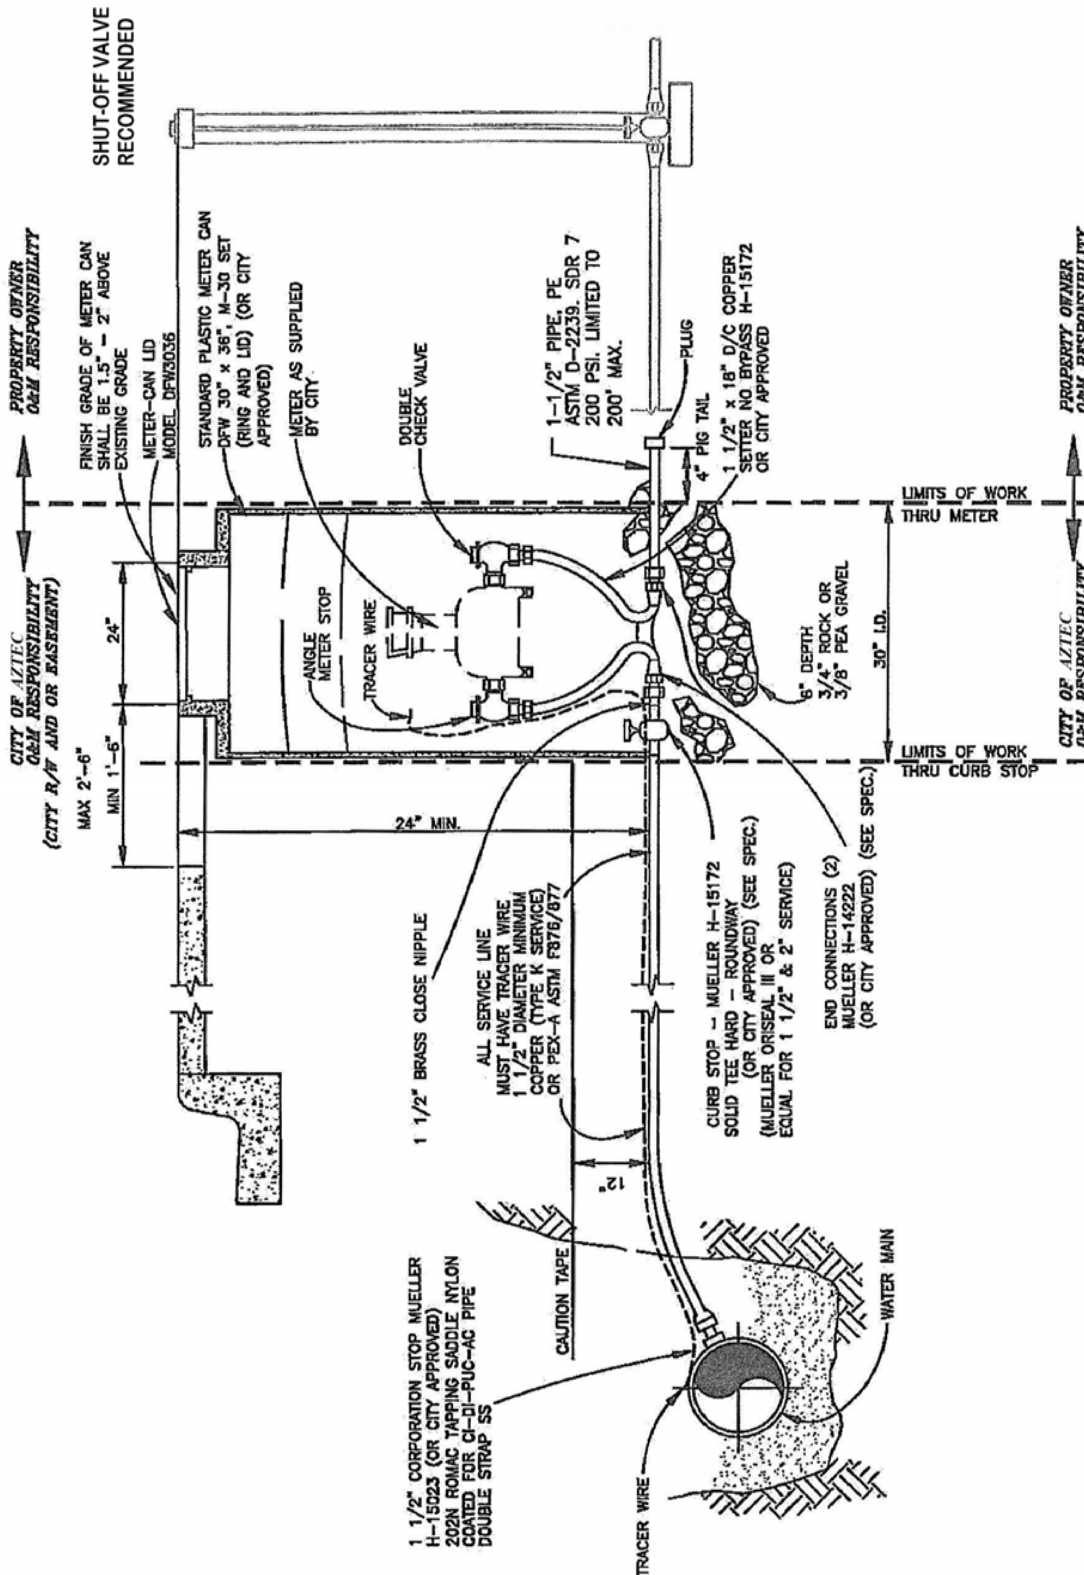 CITY OF AZTEC
O&M RESPONSIBILITY
(CITY R/W AND OR EASEMENT)
PROPERTY OWNER
O&M RESPONSIBILITY
MAX 2'-6"
MIN 1'-6"
24"
FINISH GRADE OF METER CAN
SHALL BE 1.5" - 2" ABOVE
EXISTING GRADE
METER-CAN LID
MODEL DFW3036
SHUT-OFF VALVE
RECOMMENDED
STANDARD PLASTIC METER CAN
DFW 30" x 36", M-30 SET
(RING AND LID) (OR CITY
APPROVED)
METER AS SUPPLIED
BY CITY
DOUBLE
CHECK VALVE
ANGLE
METER STOP
TRACER WIRE
24" MIN.
1 1/2" BRASS CLOSE NIPPLE
ALL SERVICE LINE
MUST HAVE TRACER WIRE
1 1/2" DIAMETER MINIMUM
COPPER (TYPE K SERVICE)
OR PEX-A ASTM F876/877
1 1/2" CORPORATION STOP MUELLER
H-15023 (OR CITY APPROVED)
202N ROMAC TAPPING SADDLE NYLON
COATED FOR CI-DI-PUC-AC PIPE
DOUBLE STRAP SS
CAUTION TAPE
12"
1-1/2" PIPE, PE
ASTM D-2239. SDR 7
200 PSI. LIMITED TO
200' MAX.
4" PIG TAIL
PLUG
1 1/2" x 18" D/C COPPER
SETTER NO BYPASS H-15172
OR CITY APPROVED
TRACER WIRE
WATER MAIN
CURB STOP - MUELLER H-15172
SOLID TEE HARD - ROUNDWAY
(OR CITY APPROVED) (SEE SPEC.)
(MUELLER ORISEAL III OR
EQUAL FOR 1 1/2" & 2" SERVICE)
END CONNECTIONS (2)
MUELLER H-14222
(OR CITY APPROVED) (SEE SPEC.)
6" DEPTH
3/4" ROCK OR
3/8" PEA GRAVEL
30" I.D.
LIMITS OF WORK
THRU CURB STOP
LIMITS OF WORK
THRU METER
CITY OF AZTEC
O&M RESPONSIBILITY
PROPERTY OWNER
O&M RESPONSIBILITY